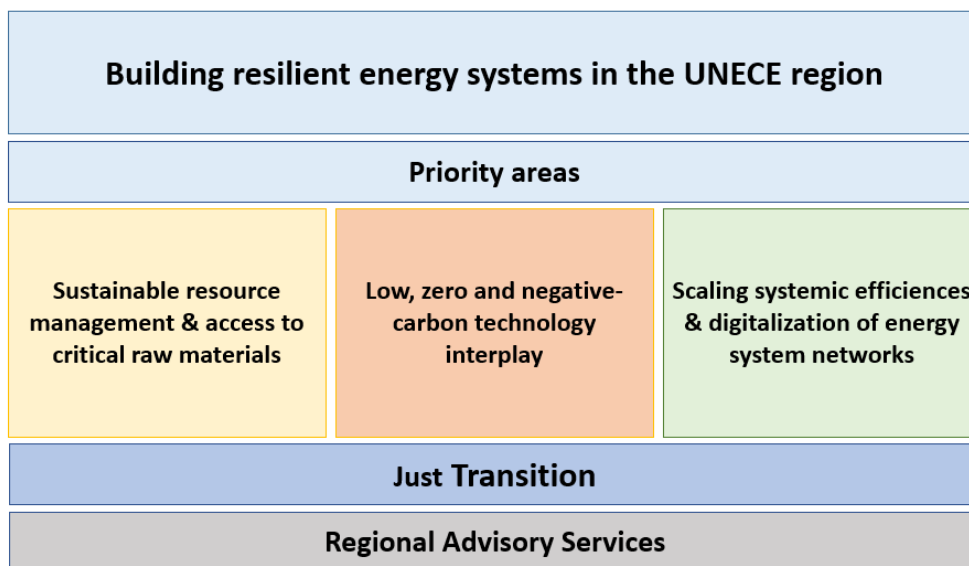 Building resilient energy systems in the UNECE region
Priority areas
Sustainable resource
management & access to
critical raw materials
Low, zero and negative-
carbon technology
interplay
Scaling systemic efficiences
& digitalization of energy
system networks
Just Transition
Regional Advisory Services